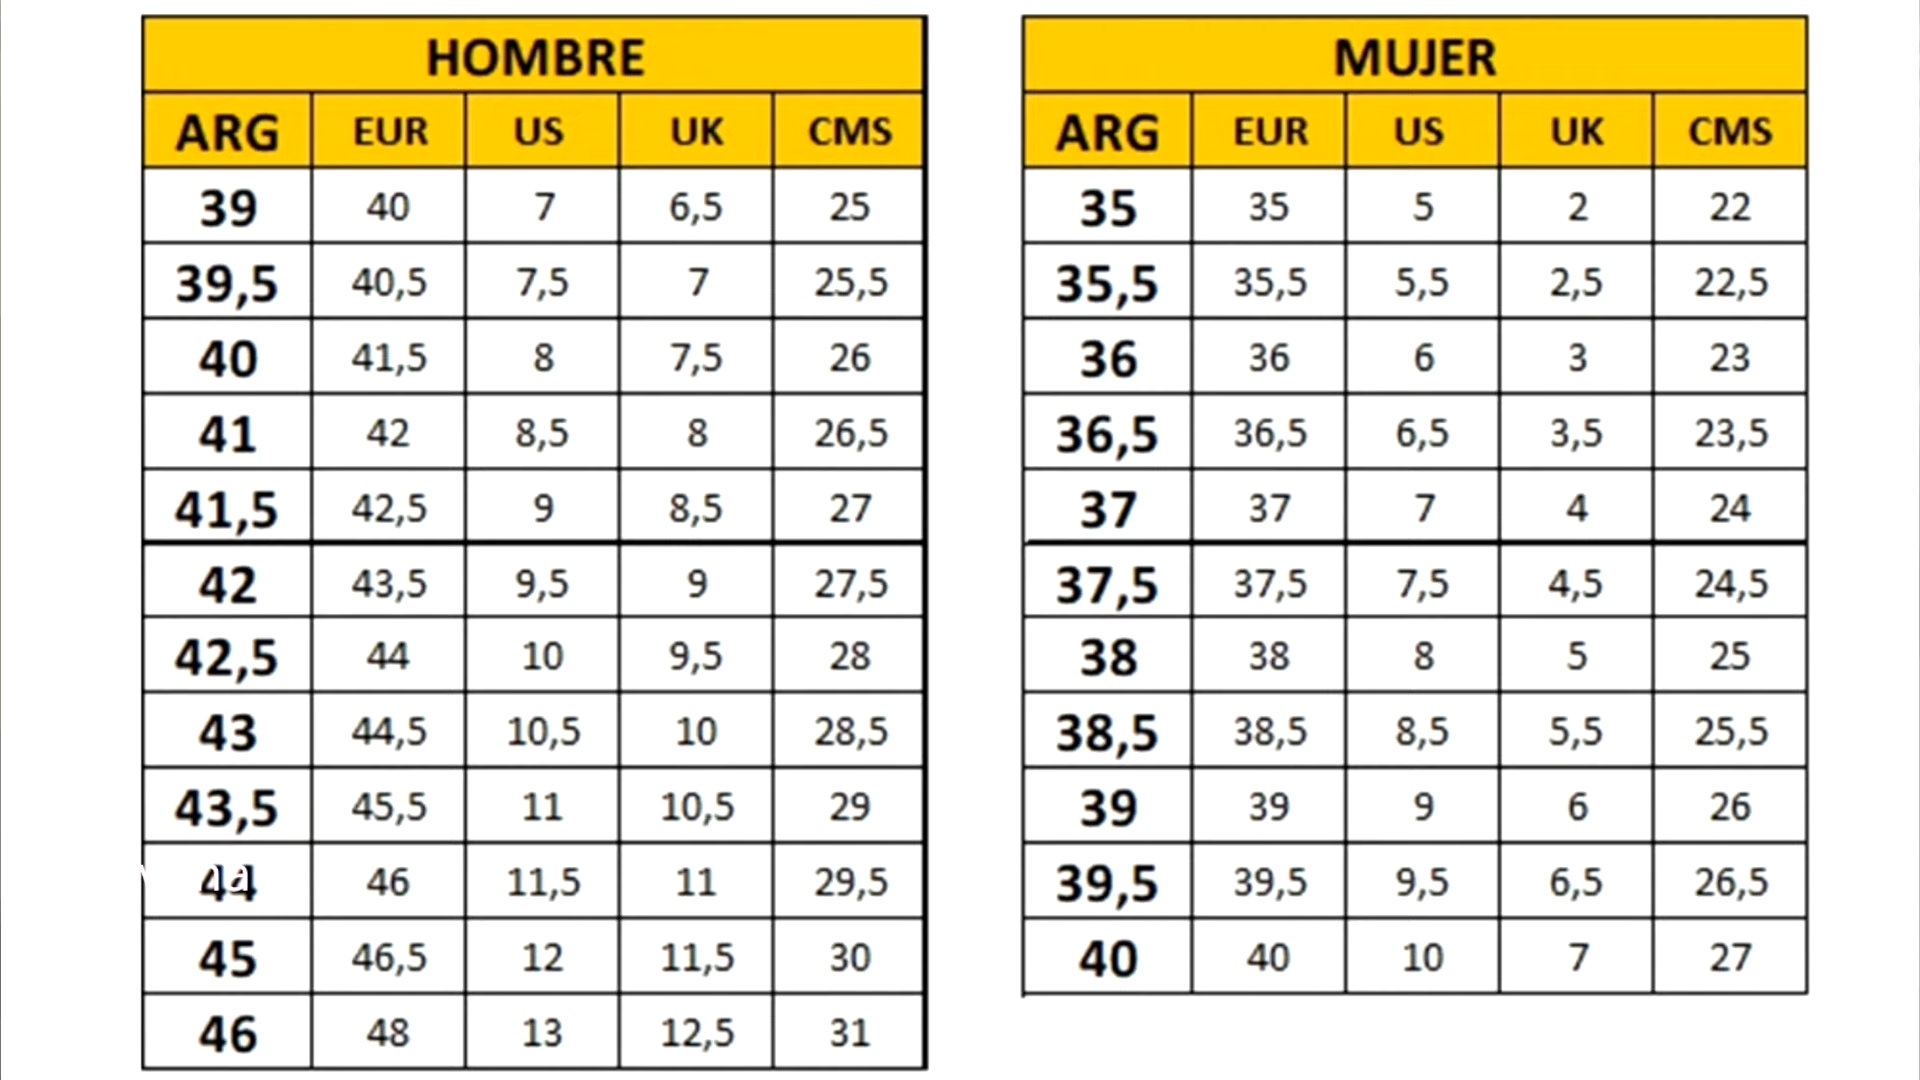 HOMBRE
ARG EUR US UK CMS
39 40 7 6,5 25
39,5 40,5 7,5 7 25,5
40 41,5 8 7,5 26
41 42 8,5 8 26,5
41,5 42,5 9 8,5 27
42 43,5 9,5 9 27,5
42,5 44 10 9,5 28
43 44,5 10,5 10 28,5
43,5 45,5 11 10,5 29
44 46 11,5 11 29,5
45 46,5 12 11,5 30
46 48 13 12,5 31
MUJER
ARG EUR US UK CMS
35 35 5 2 22
35,5 35,5 5,5 2,5 22,5
36 36 6 3 23
36,5 36,5 6,5 3,5 23,5
37 37 7 4 24
37,5 37,5 7,5 4,5 24,5
38 38 8 5 25
38,5 38,5 8,5 5,5 25,5
39 39 9 6 26
39,5 39,5 9,5 6,5 26,5
40 40 10 7 27